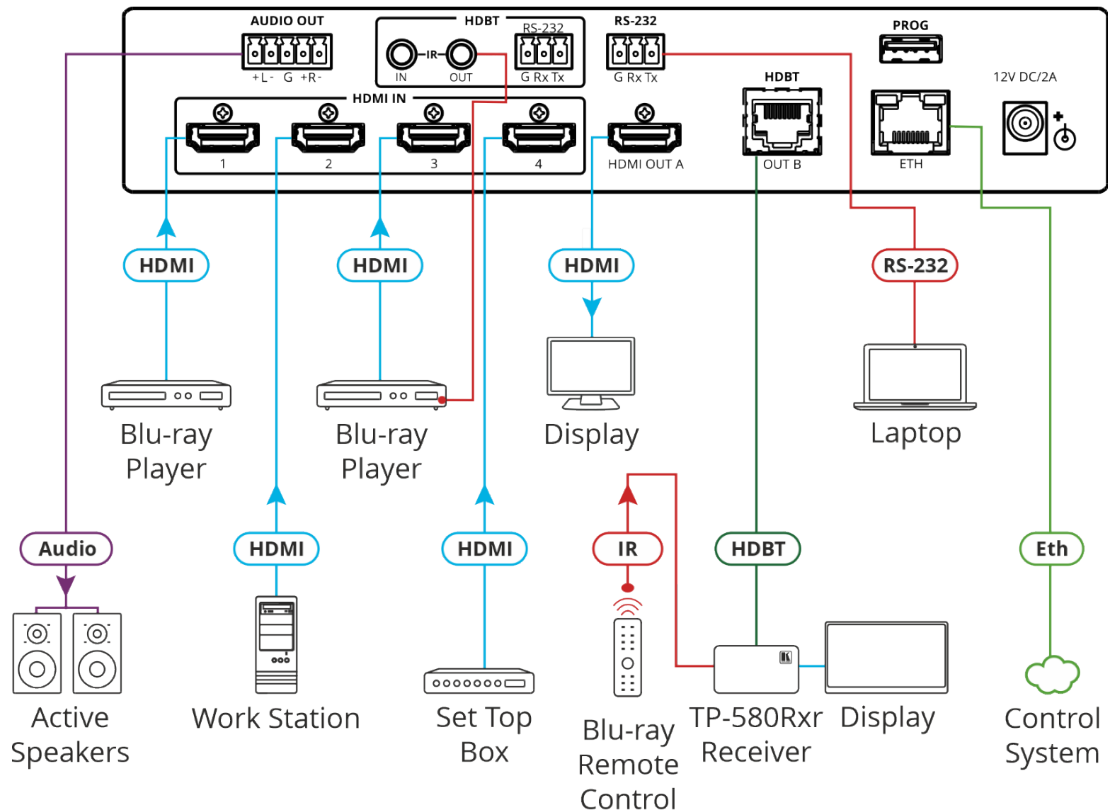 AUDIO OUT
HDBT
RS-232
RS-232
PROG
IR
IN
OUT
+L- G +R-
G Rx Tx
G Rx Tx
HDBT
12V DC/2A
HDMI IN
+
1
2
3
4
HDMI OUT A
OUT B
ETH
HDMI
HDMI
HDMI
RS-232
Blu-ray
Player
Blu-ray
Player
Display
Laptop
Audio
HDMI
HDMI
IR
HDBT
Eth
Active
Speakers
Work Station
Set Top
Box
Blu-ray
Remote
Control
TP-580Rxr
Receiver
Display
Control
System